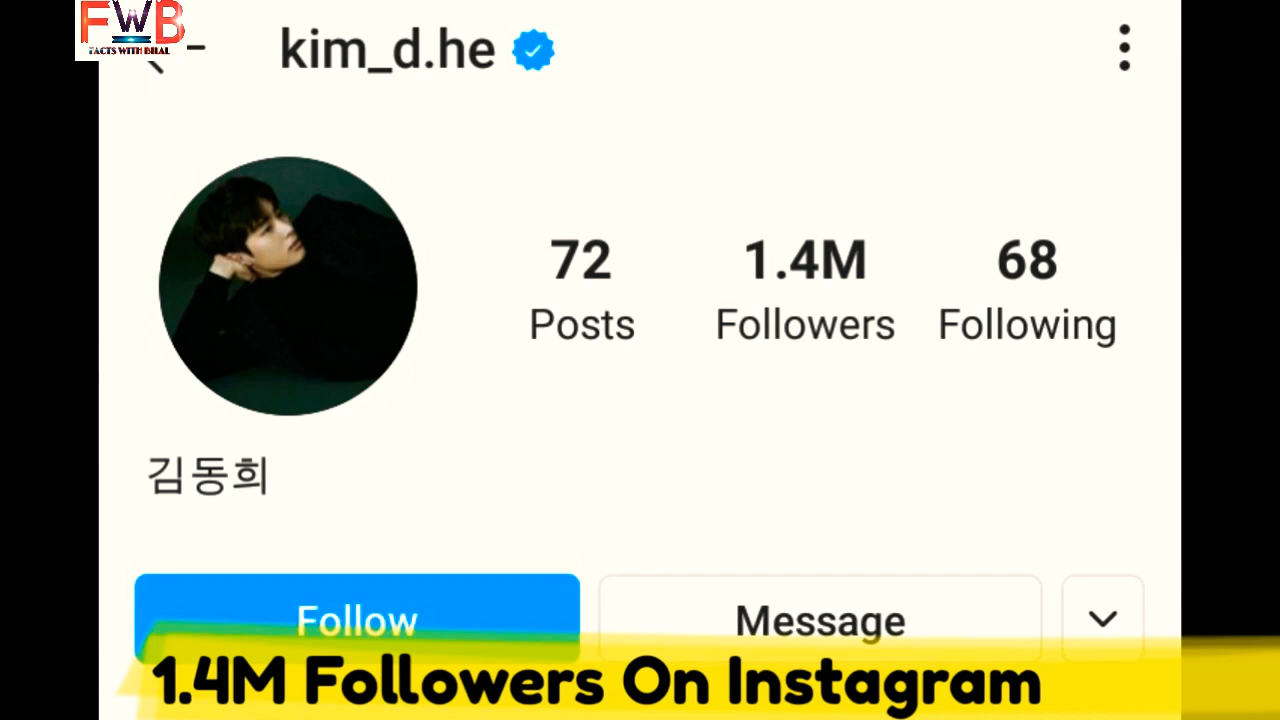 FWB
FACTS WITH BILAL
kim_d.he
72 1.4M 68
Posts Followers Following
김동희
Follow Message
1.4M Followers On Instagram